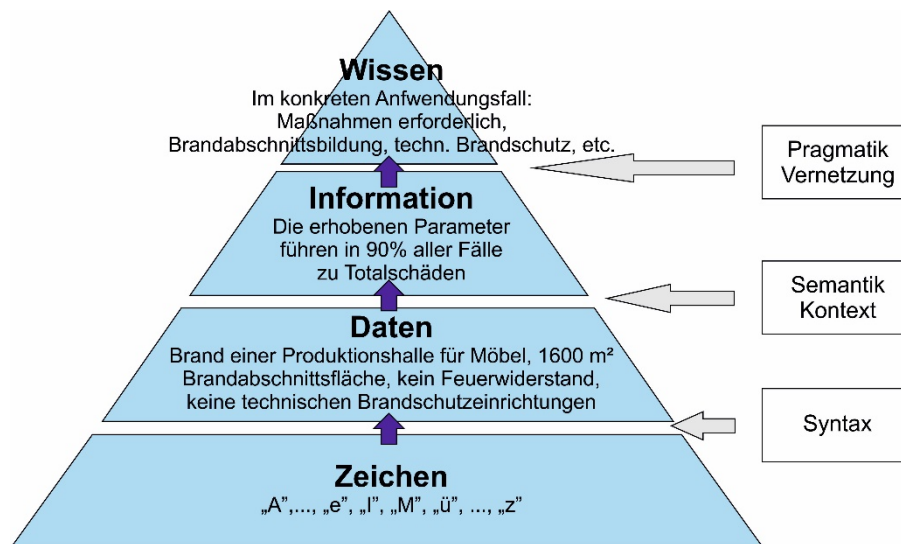 Wissen
Im konkreten Anfwendungsfall:
Maßnahmen erforderlich,
Brandabschnittsbildung, techn. Brandschutz, etc.
Pragmatik
Vernetzung
Information
Die erhobenen Parameter
führen in 90% aller Fälle
zu Totalschäden
Semantik
Kontext
Daten
Brand einer Produktionshalle für Möbel, 1600 m²
Brandabschnittsfläche, kein Feuerwiderstand,
keine technischen Brandschutzeinrichtungen
Syntax
Zeichen
„A”,..., „e”, „I”, „M”, „ü”, ..., „z”